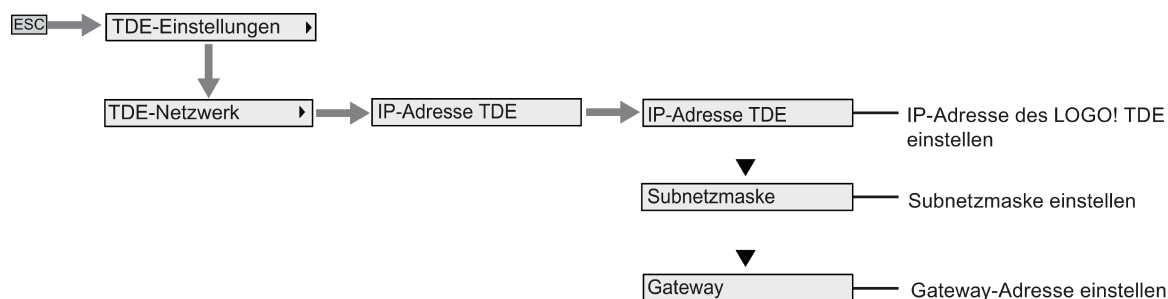 ESC
TDE-Einstellungen
TDE-Netzwerk
IP-Adresse TDE
IP-Adresse TDE
IP-Adresse des LOGO! TDE
einstellen
Subnetzmaske
Subnetzmaske einstellen
Gateway
Gateway-Adresse einstellen